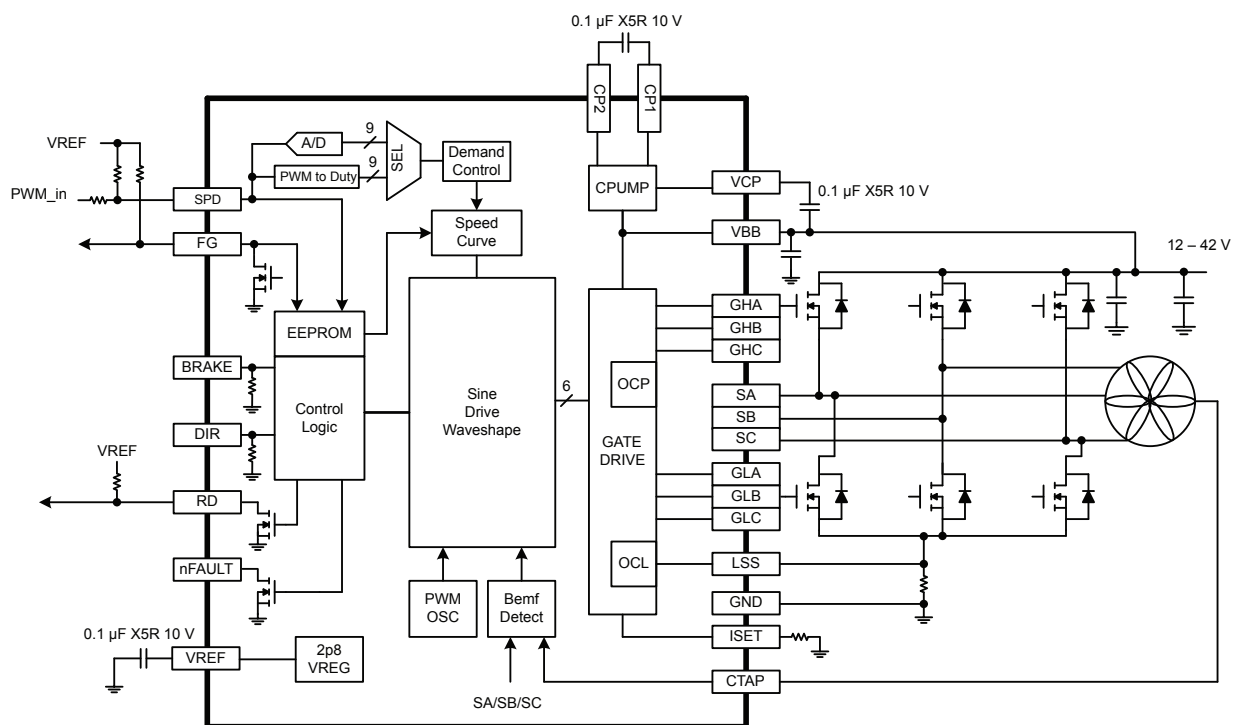 0.1 µF X5R 10 V
CP2
CP1
VREF
PWM_in
SPD
FG
A/D
9
PWM to Duty
9
SEL
Demand
Control
Speed
Curve
CPUMP
VCP
0.1 µF X5R 10 V
VBB
12 – 42 V
EEPROM
Control
Logic
Sine
Drive
Waveshape
6
OCP
GATE
DRIVE
OCL
GHA
GHB
GHC
SA
SB
SC
GLA
GLB
GLC
LSS
GND
ISET
CTAP
BRAKE
DIR
VREF
RD
nFAULT
0.1 µF X5R 10 V
VREF
2p8
VREG
PWM
OSC
Bemf
Detect
SA/SB/SC